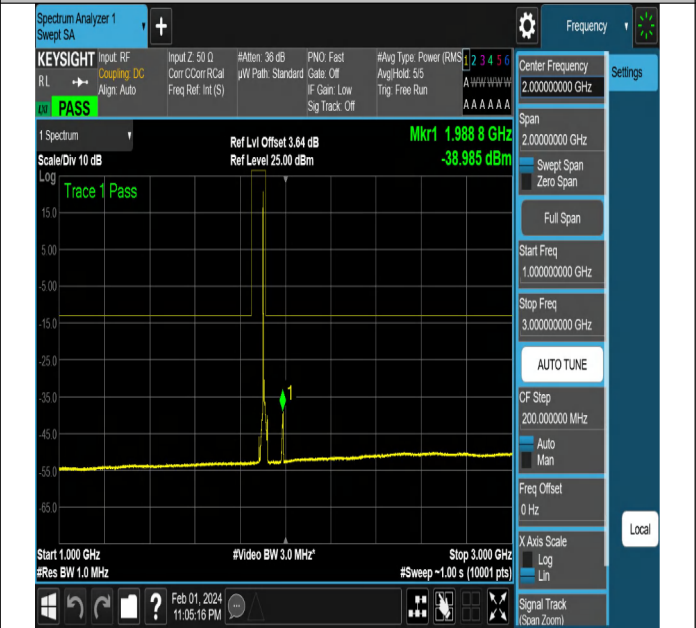 Spectrum Analyzer 1
Swept SA
+
Frequency
KEYSIGHT
RL
PASS
Input: RF
Coupling: DC
Align: Auto
Input Z: 50 Ω
Corr CCorr RCal
Freq Ref: Int (S)
#Atten: 36 dB
µW Path: Standard
PNO: Fast
Gate: Off
IF Gain: Low
Sig Track: Off
#Avg Type: Power (RMS
Avg|Hold: 5/5
Trig: Free Run
1 2 3 4 5 6
A A A A A A
1 Spectrum
Scale/Div 10 dB
Ref Lvl Offset 3.64 dB
Ref Level 25.00 dBm
Mkr1 1.988 8 GHz
-38.985 dBm
Log
Trace 1 Pass
15.0
5.00
-5.00
-15.0
-25.0
-35.0
-45.0
-55.0
-65.0
1
Start 1.000 GHz
#Res BW 1.0 MHz
#Video BW 3.0 MHz*
Stop 3.000 GHz
#Sweep ~1.00 s (10001 pts)
Center Frequency
2.000000000 GHz
Span
2.00000000 GHz
Swept Span
Zero Span
Full Span
Start Freq
1.000000000 GHz
Stop Freq
3.000000000 GHz
AUTO TUNE
CF Step
200.000000 MHz
Auto
Man
Freq Offset
0 Hz
X Axis Scale
Log
Lin
Signal Track
(Span Zoom)
Settings
Local
?
Feb 01, 2024
11:05:16 PM